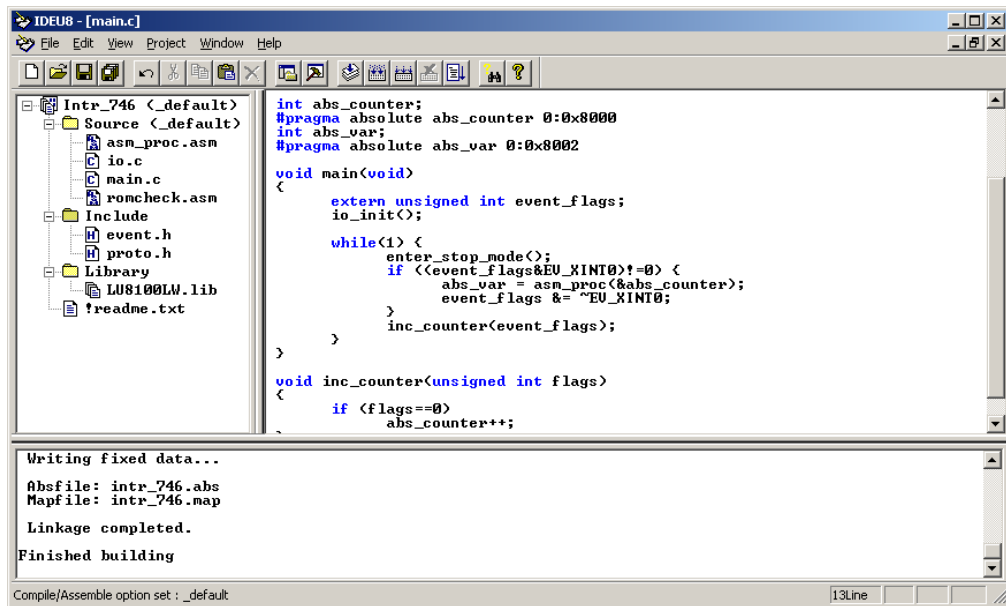 IDEU8 - [main.c]
File Edit View Project Window Help
Intr_746 (_default)
Source (_default)
asm_proc.asm
io.c
main.c
romcheck.asm
Include
event.h
proto.h
Library
LU8100LW.lib
!readme.txt
int abs_counter;
#pragma absolute abs_counter 0:0x8000
int abs_var;
#pragma absolute abs_var 0:0x8002
void main(void)
{
extern unsigned int event_flags;
io_init();
while(1) {
enter_stop_mode();
if ((event_flags&EV_XINT0)!=0) {
abs_var = asm_proc(&abs_counter);
event_flags &= ~EV_XINT0;
}
inc_counter(event_flags);
}
}
void inc_counter(unsigned int flags)
{
if (flags==0)
abs_counter++;
Writing fixed data...
Absfile: intr_746.abs
Mapfile: intr_746.map
Linkage completed.
Finished building
Compile/Assemble option set : _default
13Line